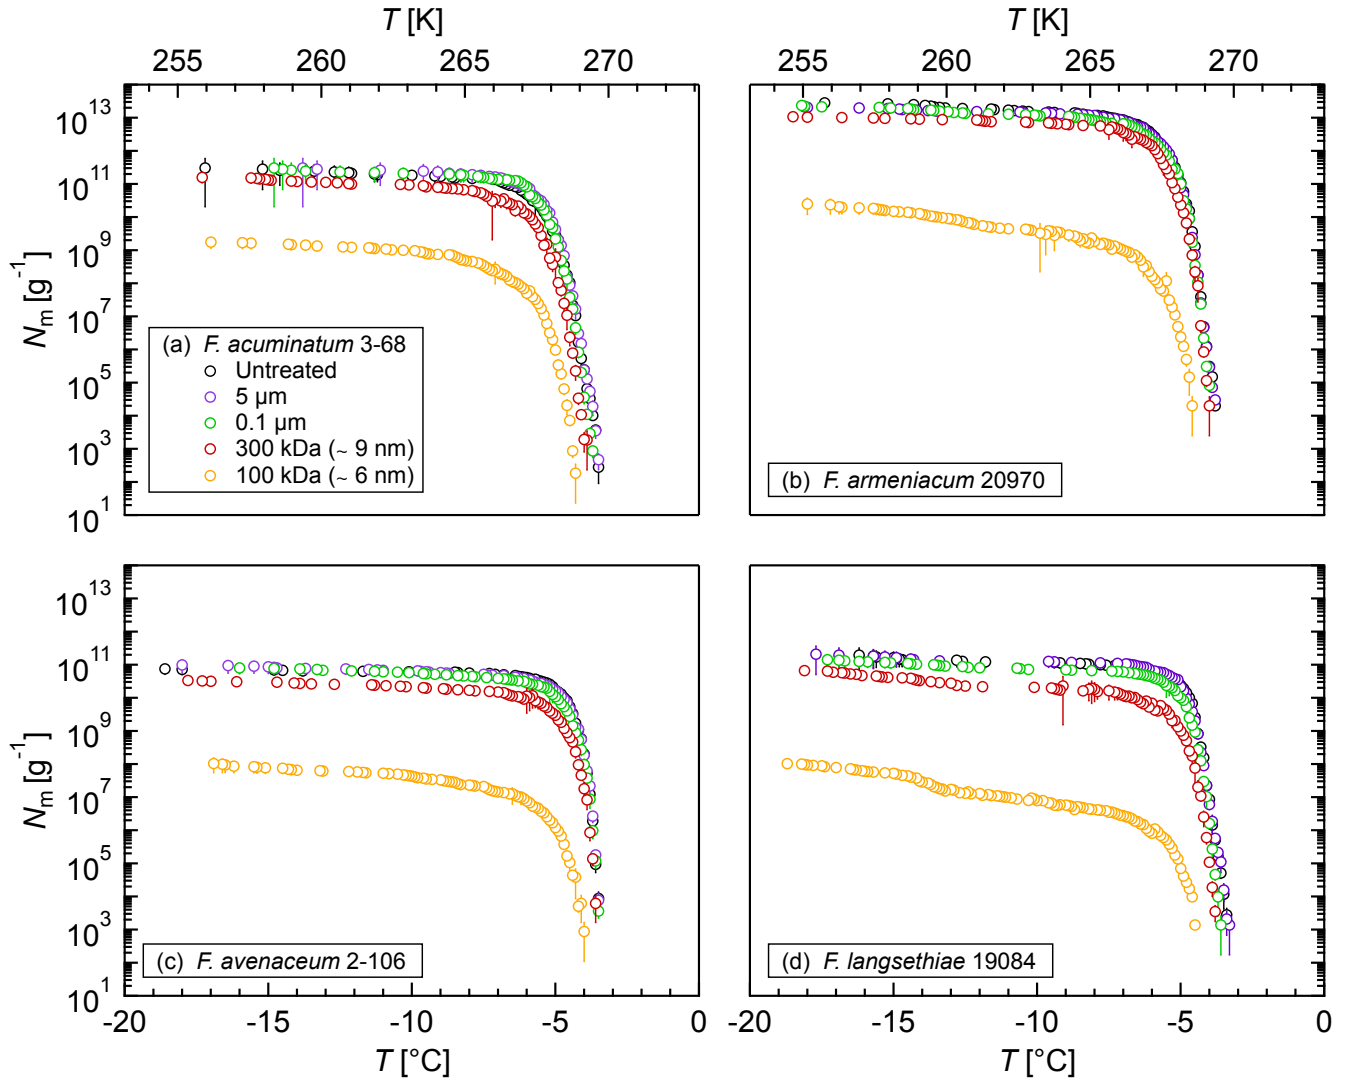 T [K]
T [K]
255 260 265 270
255 260 265 270
N_m [g^-1]
10^13
10^11
10^9
10^7
10^5
10^3
10^1
(a) F. acuminatum 3-68
Untreated
5 µm
0.1 µm
300 kDa (~ 9 nm)
100 kDa (~ 6 nm)
(b) F. armeniacum 20970
N_m [g^-1]
10^13
10^11
10^9
10^7
10^5
10^3
10^1
(c) F. avenaceum 2-106
(d) F. langsethiae 19084
-20 -15 -10 -5 0
-20 -15 -10 -5 0
T [°C]
T [°C]